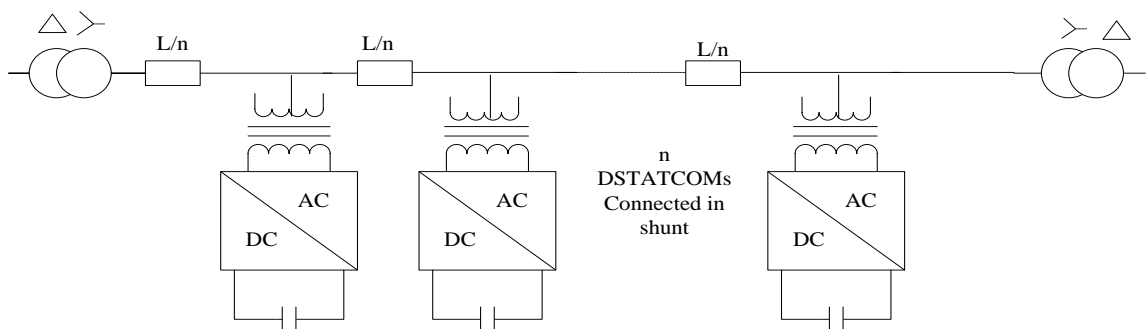 L/n
L/n
L/n
n
DSTATCOMs
Connected in
shunt
AC
DC
AC
DC
AC
DC